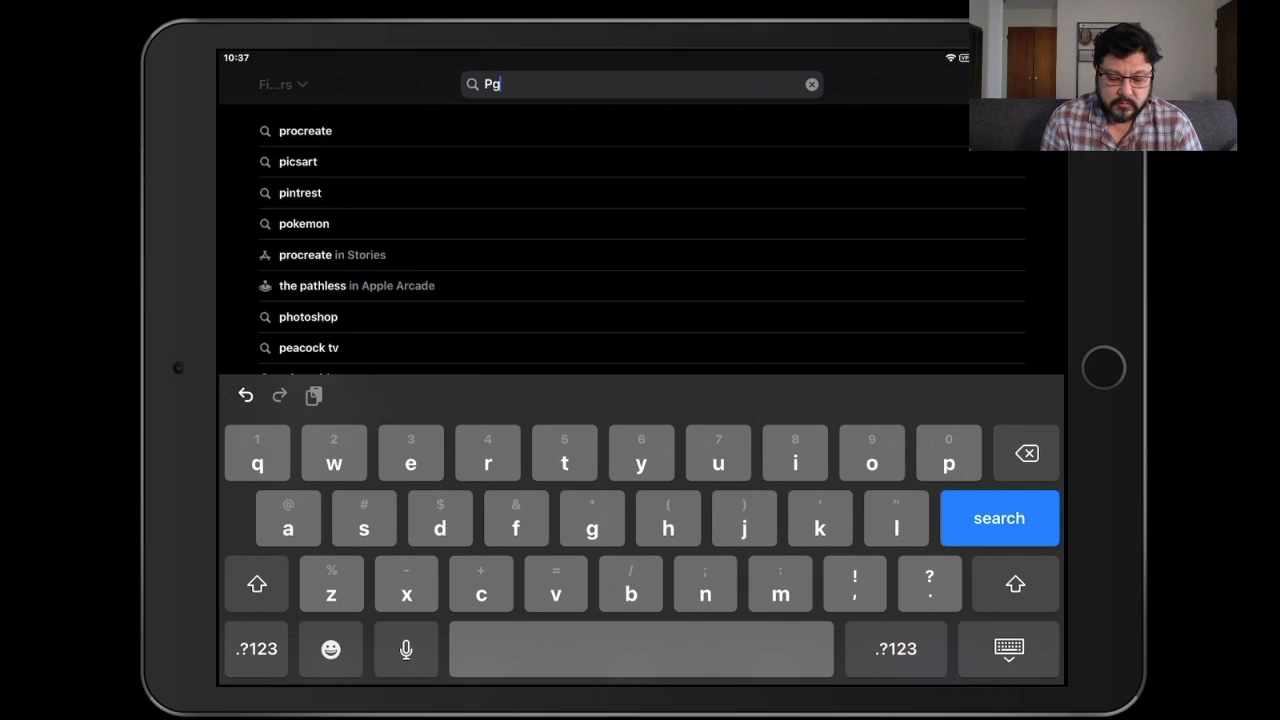 10:37
Fi...rs
Pg
procreate
picsart
pintrest
pokemon
procreate in Stories
the pathless in Apple Arcade
photoshop
peacock tv
1 2 3 4 5 6 7 8 9 0
q w e r t y u i o p
@ # $ & * ( ) ' "
a s d f g h j k l search
% - + = / ; : ! ?
z x c v b n m , .
.?123 .?123